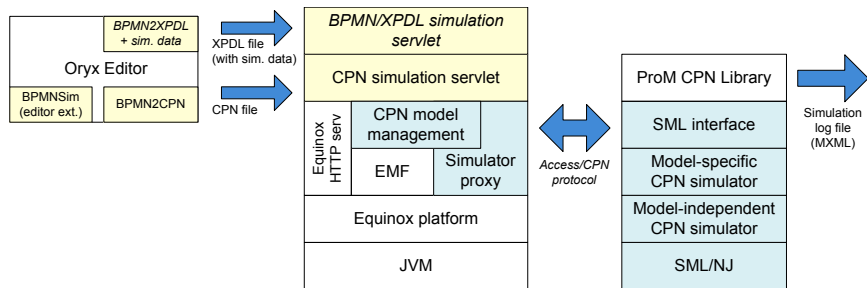 BPMN2XPDL
+ sim. data
Oryx Editor
BPMNSim
(editor ext.)
BPMN2CPN
XPDL file
(with sim. data)
CPN file
BPMN/XPDL simulation
servlet
CPN simulation servlet
Equinox
HTTP serv
CPN model
management
EMF
Simulator
proxy
Equinox platform
JVM
Access/CPN
protocol
ProM CPN Library
SML interface
Model-specific
CPN simulator
Model-independent
CPN simulator
SML/NJ
Simulation
log file
(MXML)